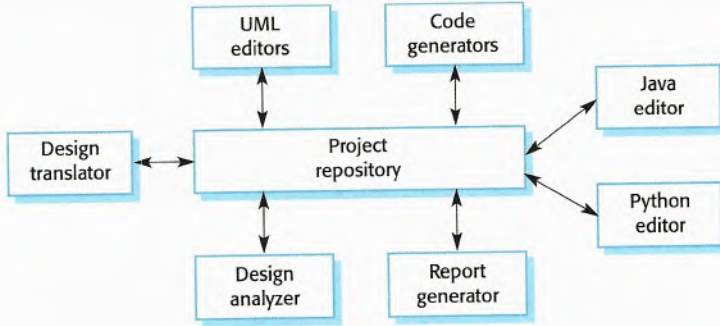 UML
editors
Code
generators
Java
editor
Design
translator
Project
repository
Python
editor
Design
analyzer
Report
generator